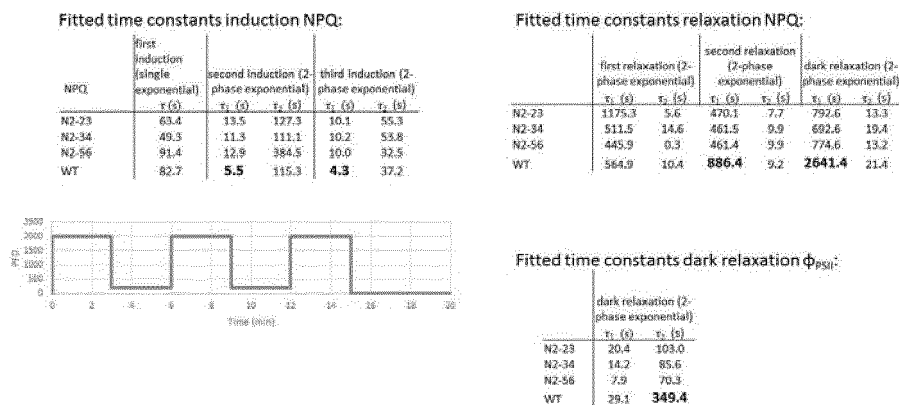 Fitted time constants induction NPQ:
first induction (single exponential) second induction (2-phase exponential) third induction (2-phase exponential)
NPQ τ (s) τ₁ (s) τ₂ (s) τ₁ (s) τ₂ (s)
N2-23 63.4 13.5 127.3 10.1 55.3
N2-34 49.3 11.3 111.1 10.2 53.8
N2-56 91.4 12.9 384.5 10.0 32.5
WT 82.7 5.5 115.3 4.3 37.2
PFD
2500
2000
1500
1000
500
0
0 2 4 6 8 10 12 14 16 18 20
Time (min)
Fitted time constants relaxation NPQ:
first relaxation (2-phase exponential) second relaxation (2-phase exponential) dark relaxation (2-phase exponential)
τ₁ (s) τ₂ (s) τ₁ (s) τ₂ (s) τ₁ (s) τ₂ (s)
N2-23 1175.3 5.6 470.1 7.7 792.6 13.3
N2-34 511.5 14.6 461.5 9.9 692.6 19.4
N2-56 445.9 0.3 461.4 9.9 774.6 13.2
WT 564.9 10.4 886.4 9.2 2641.4 21.4
Fitted time constants dark relaxation ϕPSII:
dark relaxation (2-phase exponential)
τ₁ (s) τ₂ (s)
N2-23 20.4 103.0
N2-34 14.2 85.6
N2-56 7.9 70.3
WT 29.1 349.4